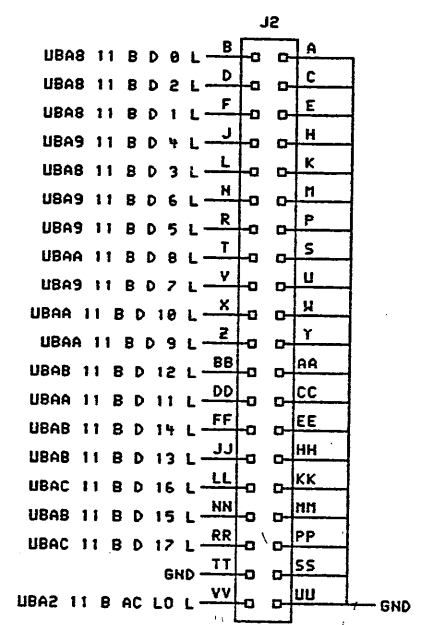 J2
UBA8 11 B D 0 L B A
UBA8 11 B D 2 L D C
UBA8 11 B D 1 L F E
UBA9 11 B D 4 L J H
UBA8 11 B D 3 L L K
UBA9 11 B D 6 L N M
UBA9 11 B D 5 L R P
UBAA 11 B D 8 L T S
UBA9 11 B D 7 L V U
UBAA 11 B D 10 L X W
UBAA 11 B D 9 L Z Y
UBAB 11 B D 12 L BB AA
UBAA 11 B D 11 L DD CC
UBAB 11 B D 14 L FF EE
UBAB 11 B D 13 L JJ HH
UBAC 11 B D 16 L LL KK
UBAB 11 B D 15 L NN MM
UBAC 11 B D 17 L RR PP
GND TT SS
UBA2 11 B AC LO L VV UU GND